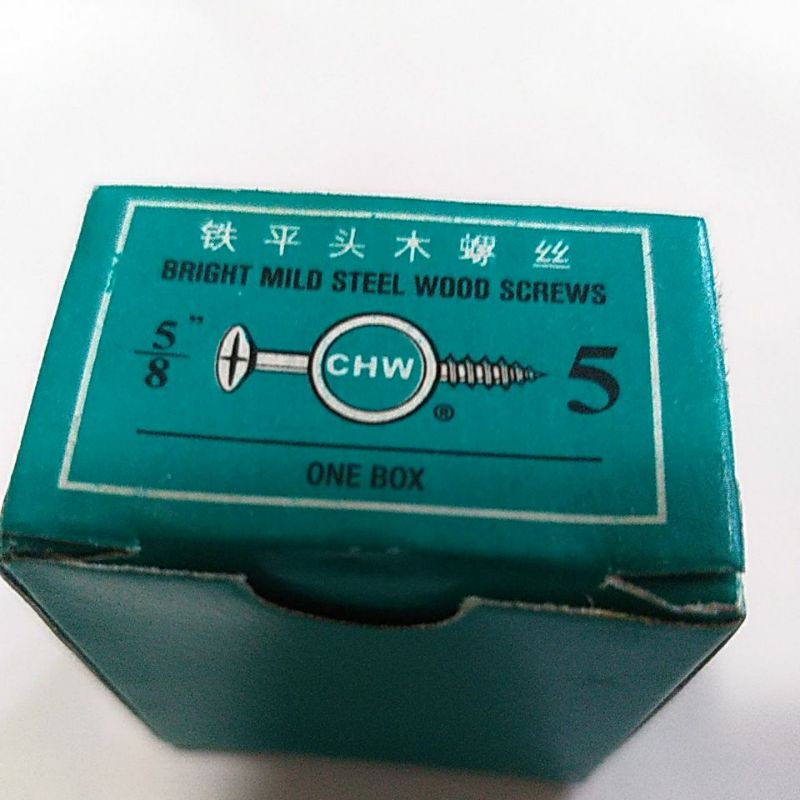 铁平头木螺丝
BRIGHT MILD STEEL WOOD SCREWS
5/8" CHW ® 5
ONE BOX